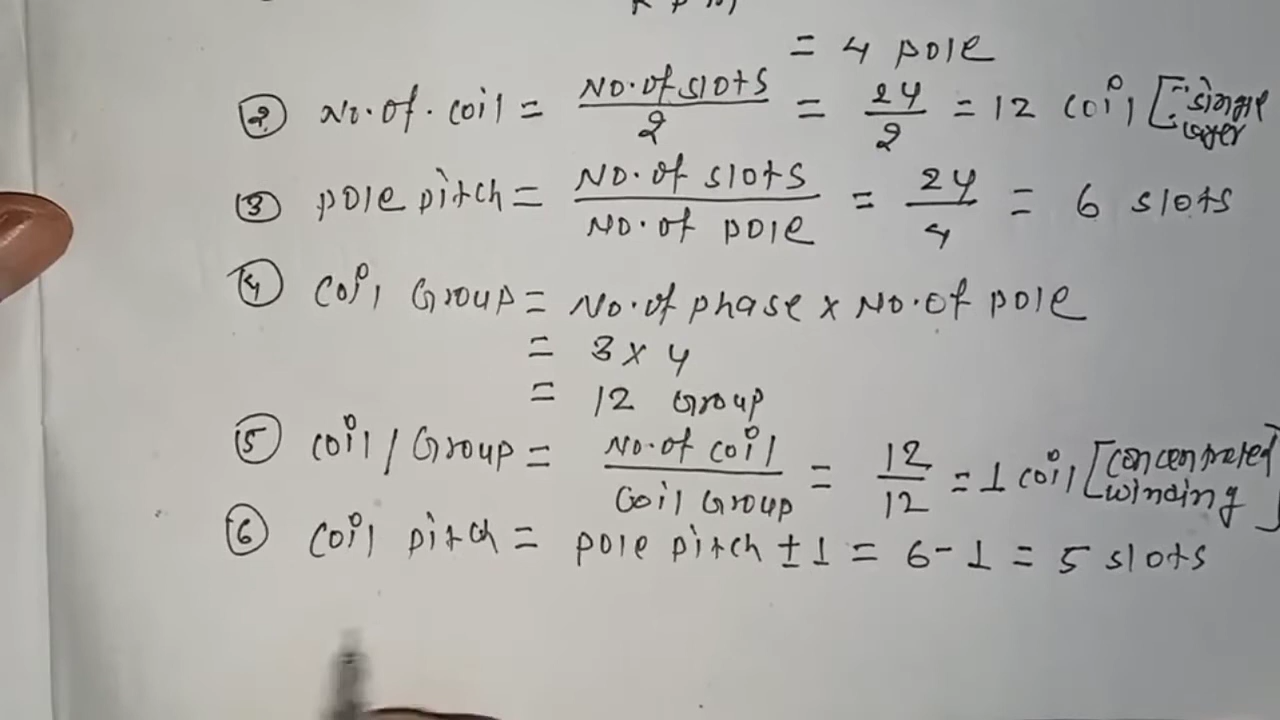 = 4 pole
② No. of. coil = No. of slots / 2 = 24 / 2 = 12 coil [∵ single layer
③ pole pitch = No. of slots / No. of pole = 24 / 4 = 6 slots
④ Coil Group = No. of phase x No. of pole
= 3 x 4
= 12 Group
⑤ Coil / Group = No. of coil / Coil Group = 12 / 12 = 1 coil [concentrated winding]
⑥ Coil pitch = pole pitch ± 1 = 6 - 1 = 5 slots